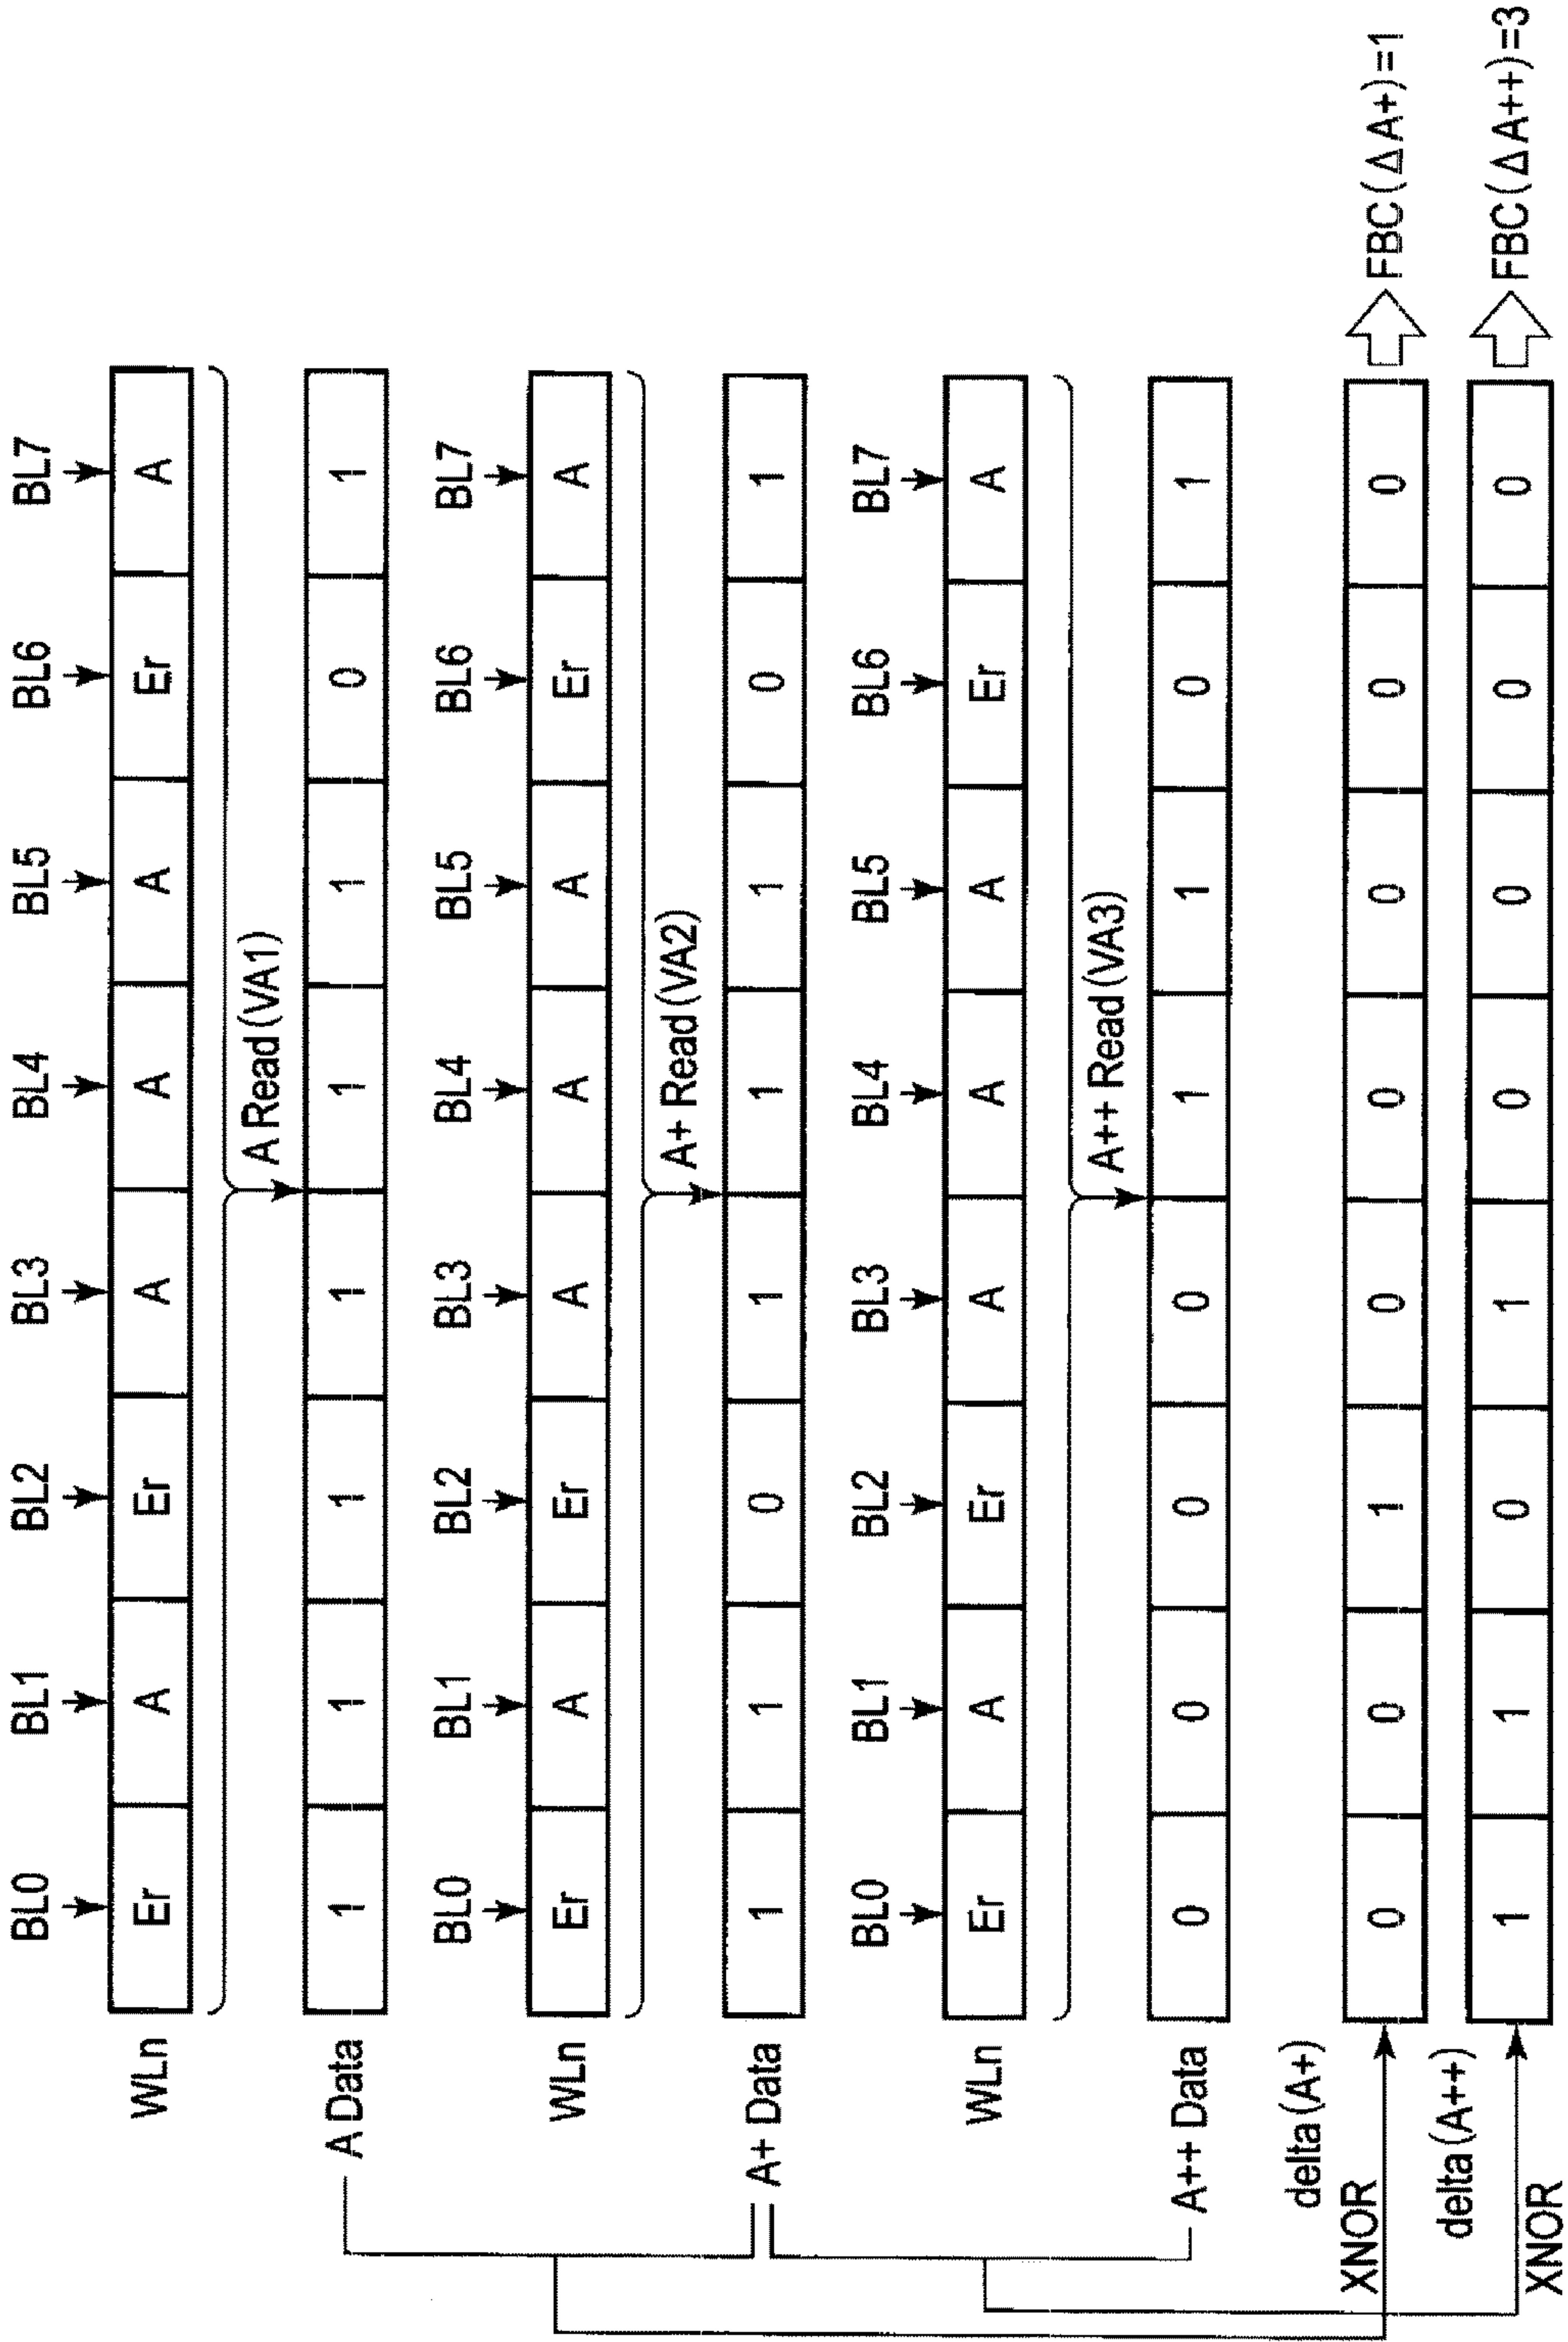 BL0 BL1 BL2 BL3 BL4 BL5 BL6 BL7
WLn Er A Er A A A Er A
A Read (VA1)
A Data 1 1 1 1 1 1 0 1
BL0 BL1 BL2 BL3 BL4 BL5 BL6 BL7
WLn Er A Er A A A Er A
A+ Read (VA2)
A+ Data 1 1 0 1 1 1 0 1
BL0 BL1 BL2 BL3 BL4 BL5 BL6 BL7
WLn Er A Er A A A Er A
A++ Read (VA3)
A++ Data 0 0 0 0 1 1 0 1
delta (A+)
XNOR 0 0 1 0 0 0 0 0 FBC(ΔA+)=1
delta (A++)
XNOR 1 1 0 1 0 0 0 0 FBC(ΔA++)=3